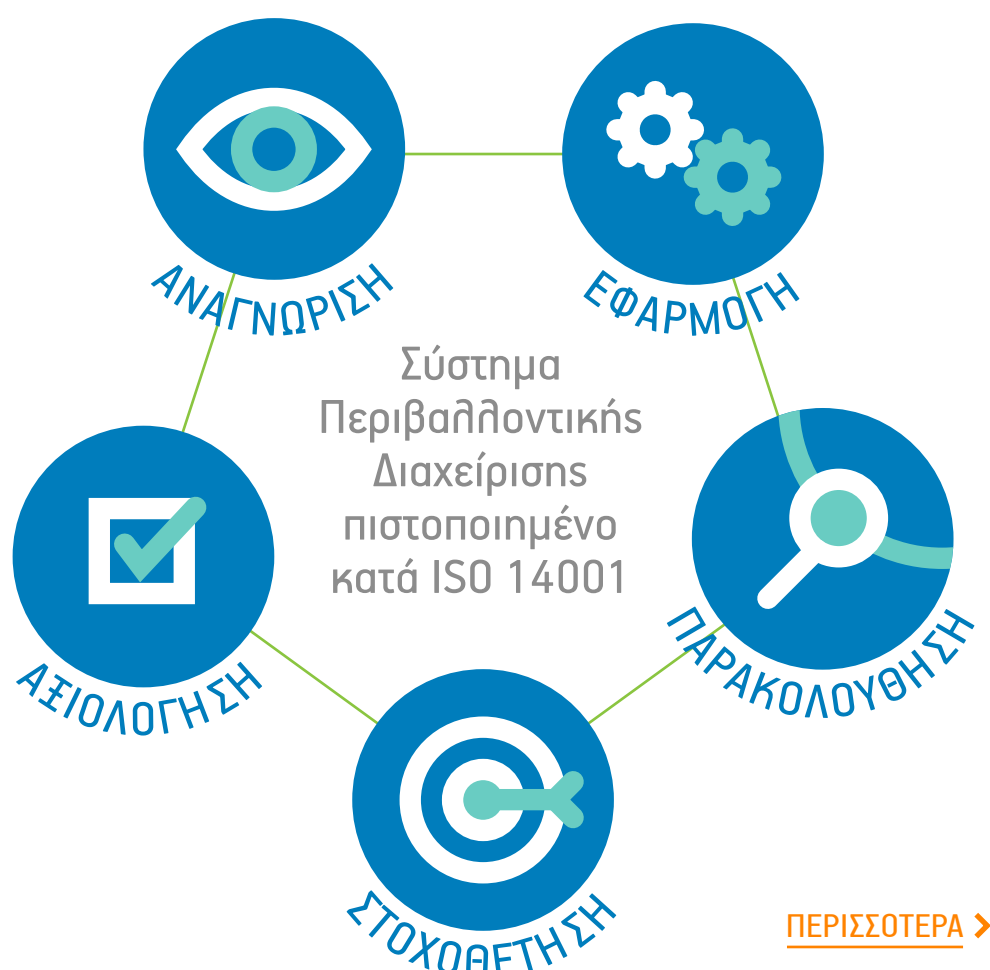 ΑΝΑΓΝΩΡΙΣΗ
ΕΦΑΡΜΟΓΗ
Σύστημα
Περιβαλλοντικής
Διαχείρισης
πιστοποιημένο
κατά ISO 14001
ΑΞΙΟΛΟΓΗΣΗ
ΠΑΡΑΚΟΛΟΥΘΗΣΗ
ΣΤΟΧΟΘΕΤΗΣΗ
ΠΕΡΙΣΣΟΤΕΡΑ